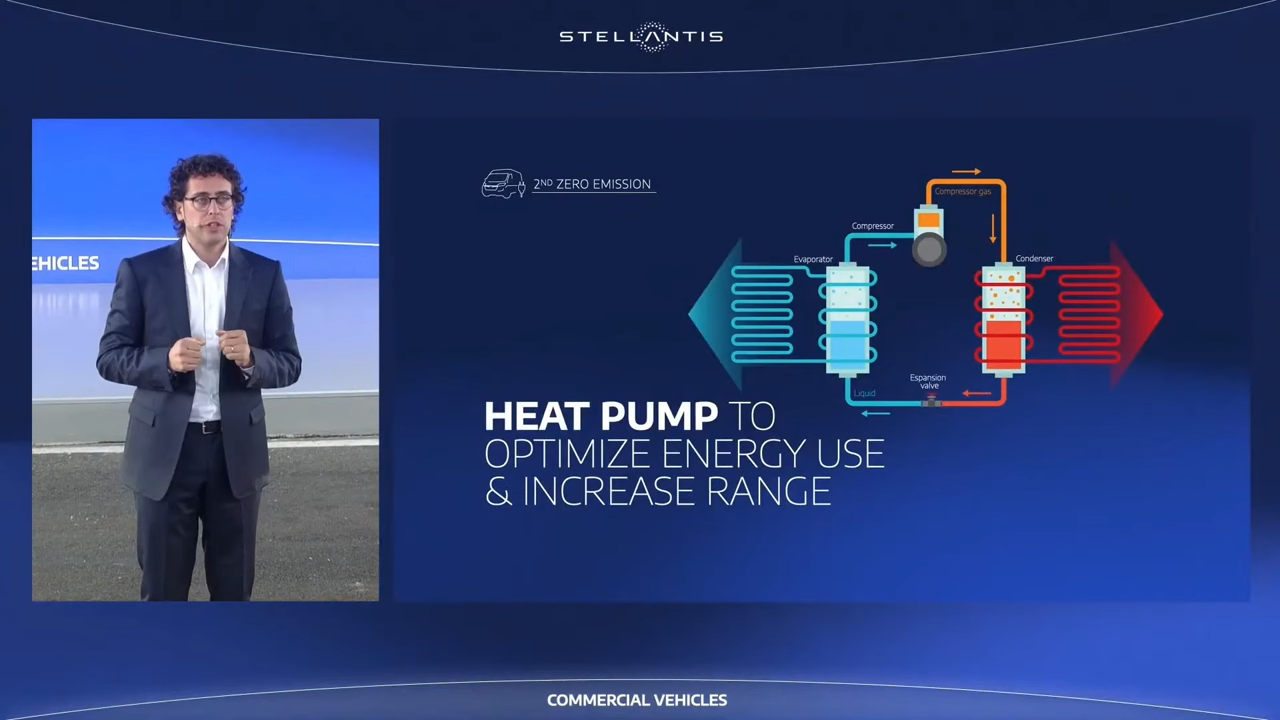 STELLANTIS
EHICLES
2ND ZERO EMISSION
Compressor gas
Compressor
Evaporator
Condenser
Espansion
valve
Liquid
HEAT PUMP TO
OPTIMIZE ENERGY USE
& INCREASE RANGE
COMMERCIAL VEHICLES